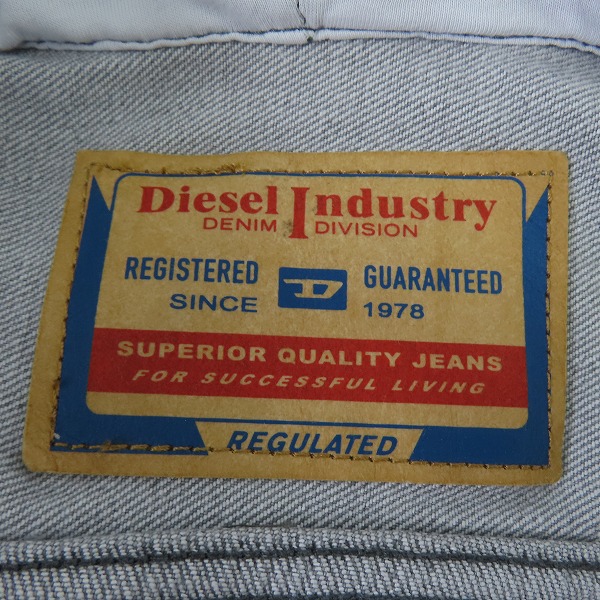 Diesel Industry
DENIM DIVISION
REGISTERED D GUARANTEED
SINCE 1978
SUPERIOR QUALITY JEANS
FOR SUCCESSFUL LIVING
REGULATED